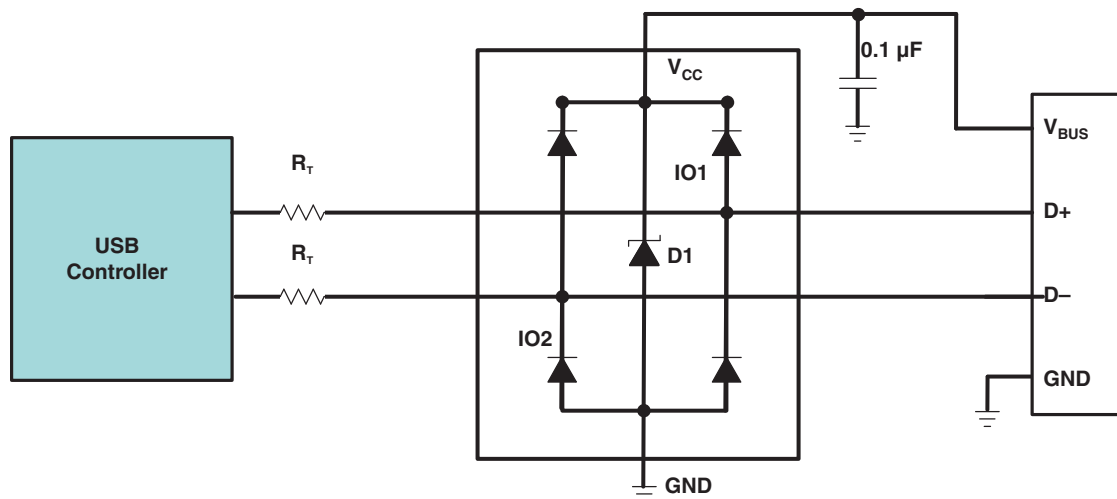 0.1 µF
VCC
VBUS
RT
IO1
D+
USB
Controller
RT
D1
D–
IO2
GND
GND